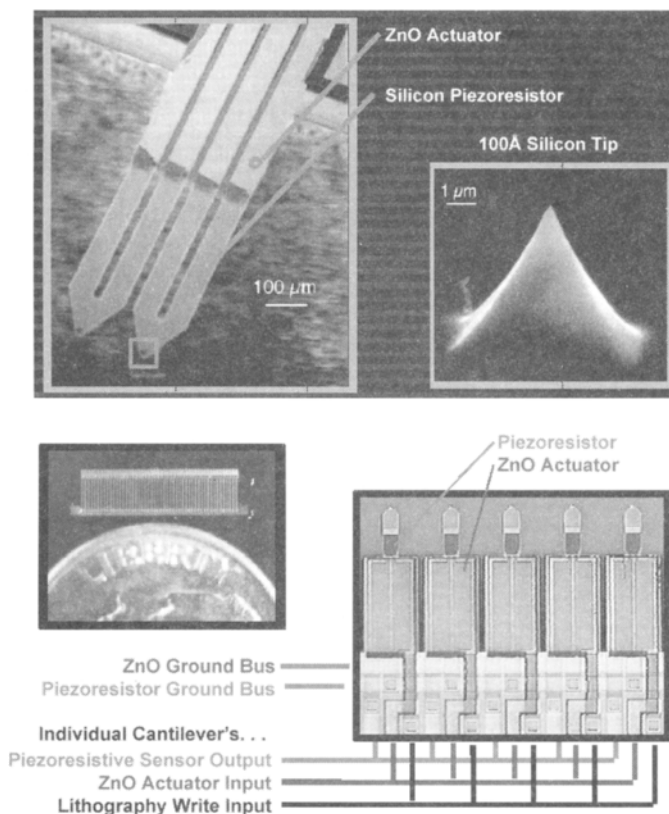 ZnO Actuator
Silicon Piezoresistor
100Å Silicon Tip
1 μm
100 μm
Piezoresistor
ZnO Actuator
ZnO Ground Bus
Piezoresistor Ground Bus
Individual Cantilever's. . .
Piezoresistive Sensor Output
ZnO Actuator Input
Lithography Write Input